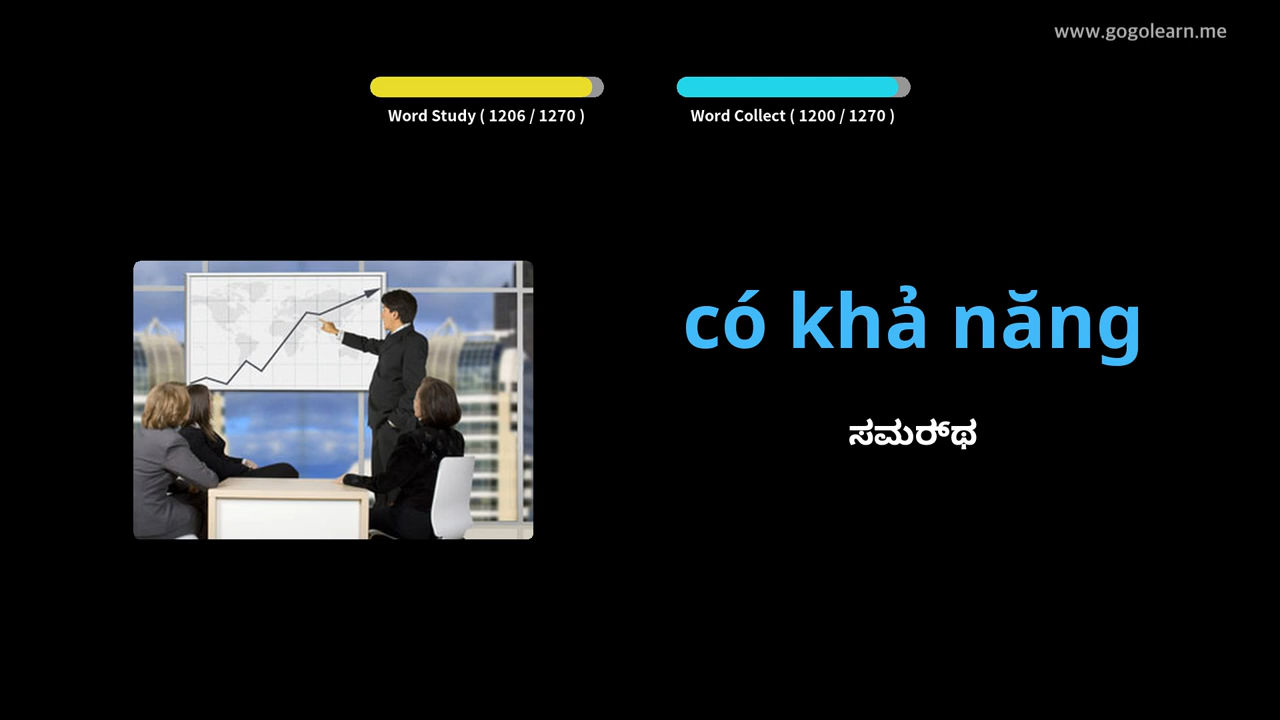 www.gogolearn.me
Word Study ( 1206 / 1270 )
Word Collect ( 1200 / 1270 )
có khả năng
ಸಮರ್‍ಥ